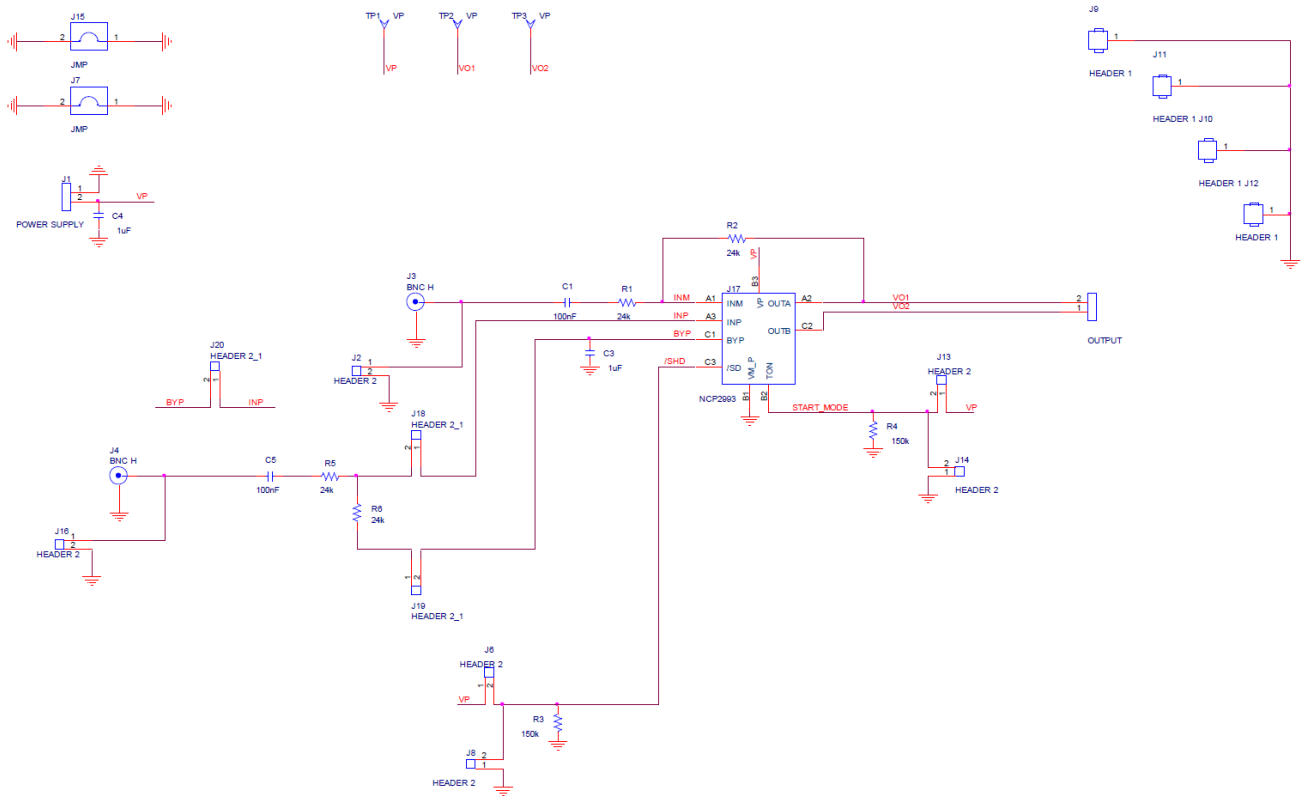 J15
2
1
JMP
J7
2
1
JMP
TP1 VP
TP2 VP
TP3 VP
VP
VO1
VO2
J9
1
HEADER 1
J11
1
HEADER 1 J10
1
HEADER 1 J12
1
HEADER 1
J1
1
2
VP
C4
1uF
POWER SUPPLY
R2
24k
J3
BNC H
C1
100nF
R1
24k
INM
INP
BYP
/SHD
A1
A3
C1
C3
J17
VP
B3
INM
INP
BYP
/SD
VP
OUTA
OUTB
VM_P
TON
A2
C2
B1
B2
NCP2993
VO1
VO2
2
1
OUTPUT
C3
1uF
J2
1
2
HEADER 2
J20
HEADER 2_1
2
1
BYP
INP
START_MODE
R4
150k
J13
HEADER 2
2
1
VP
J14
2
1
HEADER 2
J18
HEADER 2_1
2
1
J4
BNC H
C5
100nF
R5
24k
R6
24k
J16
1
2
HEADER 2
1
2
J19
HEADER 2_1
J6
HEADER 2
1
2
VP
R3
150k
J8
2
1
HEADER 2